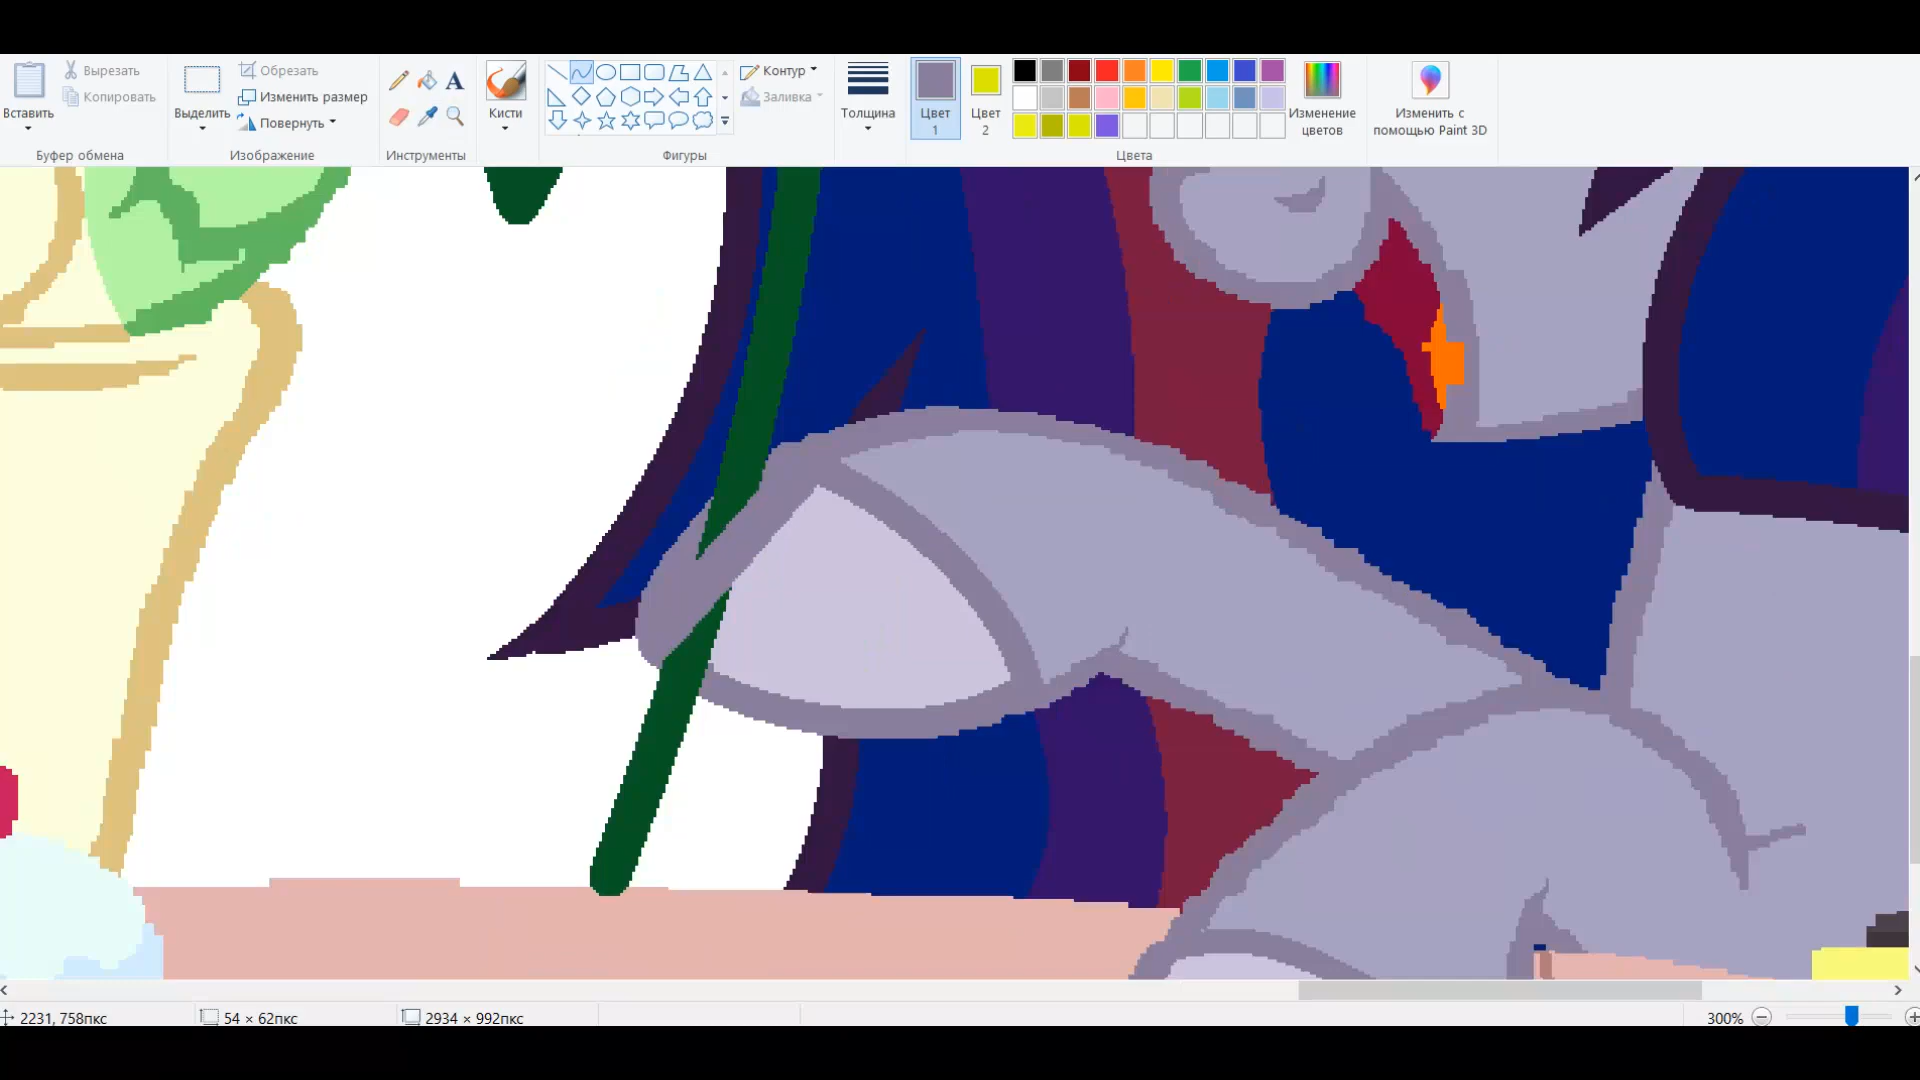 Вставить
Вырезать
Копировать
Буфер обмена
Выделить
Обрезать
Изменить размер
Повернуть
Изображение
A
Инструменты
Кисти
Контур
Заливка
Фигуры
Толщина
Цвет
1
Цвет
2
Изменение
цветов
Цвета
Изменить с
помощью Paint 3D
2231, 758пкс
54 × 62пкс
2934 × 992пкс
300%